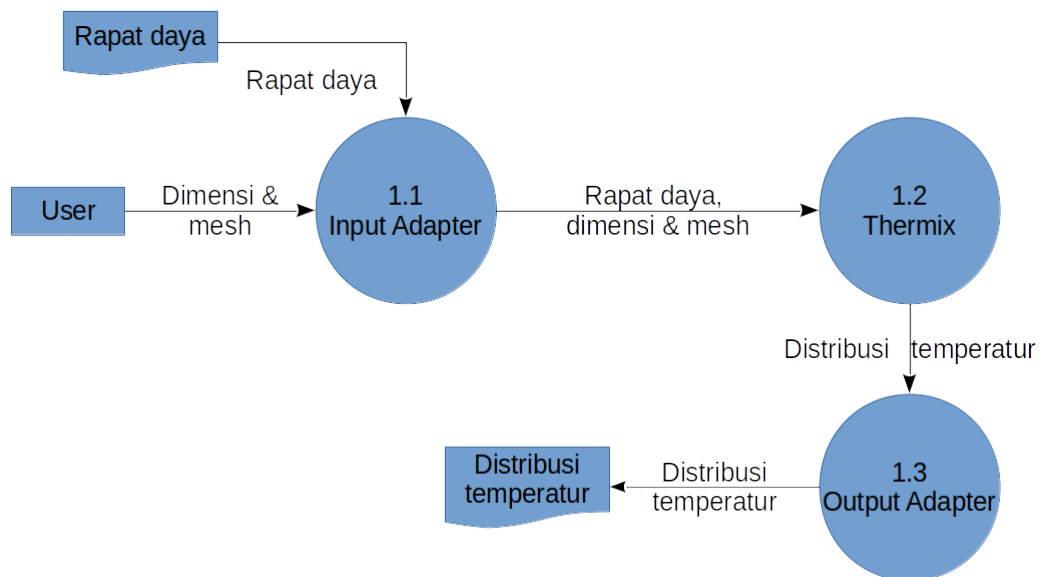 Rapat daya
Rapat daya
User
Dimensi &
mesh
1.1
Input Adapter
Rapat daya,
dimensi & mesh
1.2
Thermix
Distribusi temperatur
1.3
Output Adapter
Distribusi
temperatur
Distribusi
temperatur